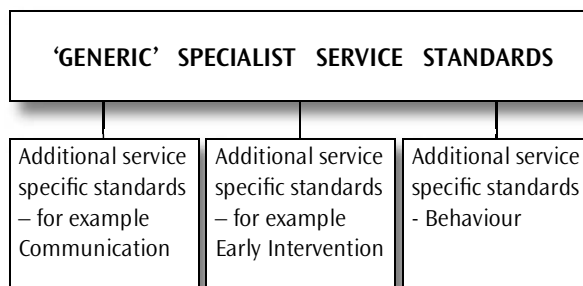 ‘GENERIC’ SPECIALIST SERVICE STANDARDS
Additional service
specific standards
– for example
Communication
Additional service
specific standards
– for example
Early Intervention
Additional service
specific standards
- Behaviour